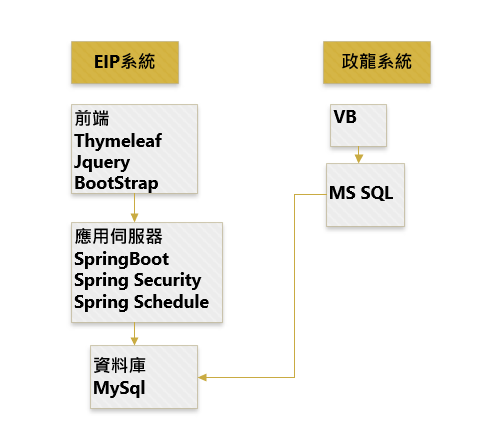 EIP系統
前端
Thymeleaf
Jquery
BootStrap
應用伺服器
SpringBoot
Spring Security
Spring Schedule
資料庫
MySql
政龍系統
VB
MS SQL